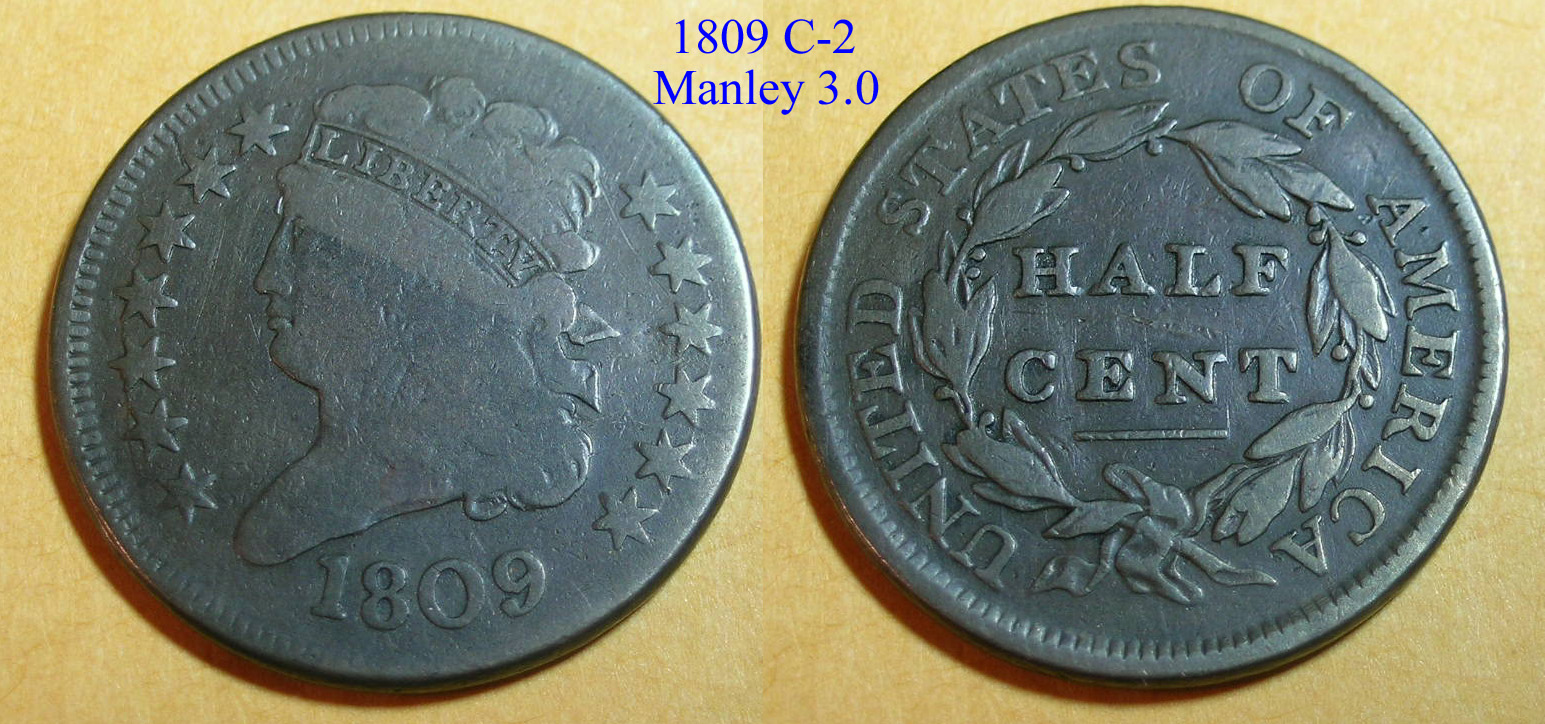 1809 C-2
Manley 3.0
LIBERTY
1809
UNITED STATES OF AMERICA
HALF
CENT